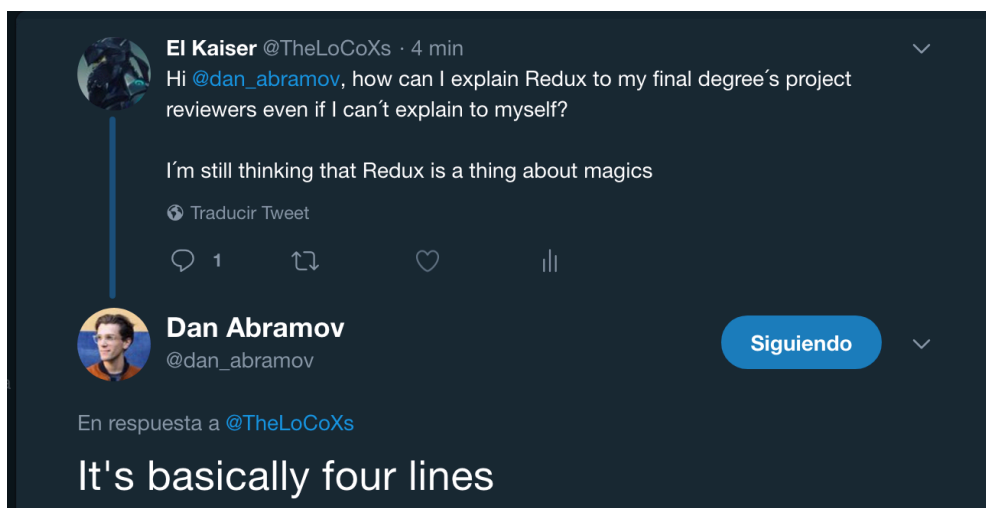 El Kaiser @TheLoCoXs · 4 min
Hi @dan_abramov, how can I explain Redux to my final degree´s project
reviewers even if I can´t explain to myself?
I´m still thinking that Redux is a thing about magics
Traducir Tweet
1
Dan Abramov
@dan_abramov
Siguiendo
En respuesta a @TheLoCoXs
It's basically four lines